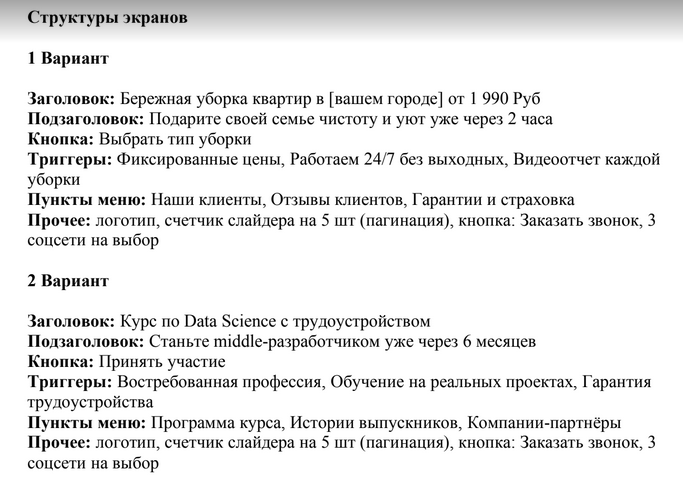 Структуры экранов
1 Вариант
Заголовок: Бережная уборка квартир в [вашем городе] от 1 990 Руб
Подзаголовок: Подарите своей семье чистоту и уют уже через 2 часа
Кнопка: Выбрать тип уборки
Триггеры: Фиксированные цены, Работаем 24/7 без выходных, Видеоотчет каждой
уборки
Пункты меню: Наши клиенты, Отзывы клиентов, Гарантии и страховка
Прочее: логотип, счетчик слайдера на 5 шт (пагинация), кнопка: Заказать звонок, 3
соцсети на выбор
2 Вариант
Заголовок: Курс по Data Science с трудоустройством
Подзаголовок: Станьте middle-разработчиком уже через 6 месяцев
Кнопка: Принять участие
Триггеры: Востребованная профессия, Обучение на реальных проектах, Гарантия
трудоустройства
Пункты меню: Программа курса, Истории выпускников, Компании-партнёры
Прочее: логотип, счетчик слайдера на 5 шт (пагинация), кнопка: Заказать звонок, 3
соцсети на выбор